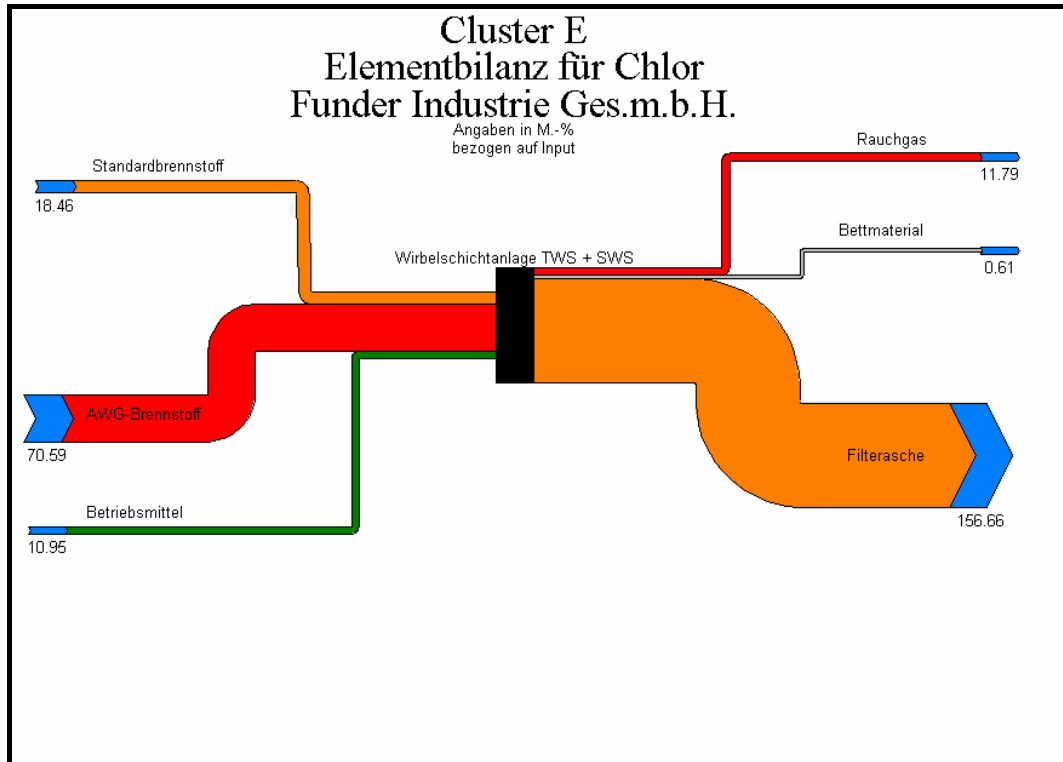 Cluster E
Elementbilanz für Chlor
Funder Industrie Ges.m.b.H.
Angaben in M.-%
bezogen auf Input
Rauchgas
11.79
Standardbrennstoff
18.46
Bettmaterial
0.61
Wirbelschichtanlage TWS + SWS
AWG-Brennstoff
70.59
Filterasche
156.66
Betriebsmittel
10.95